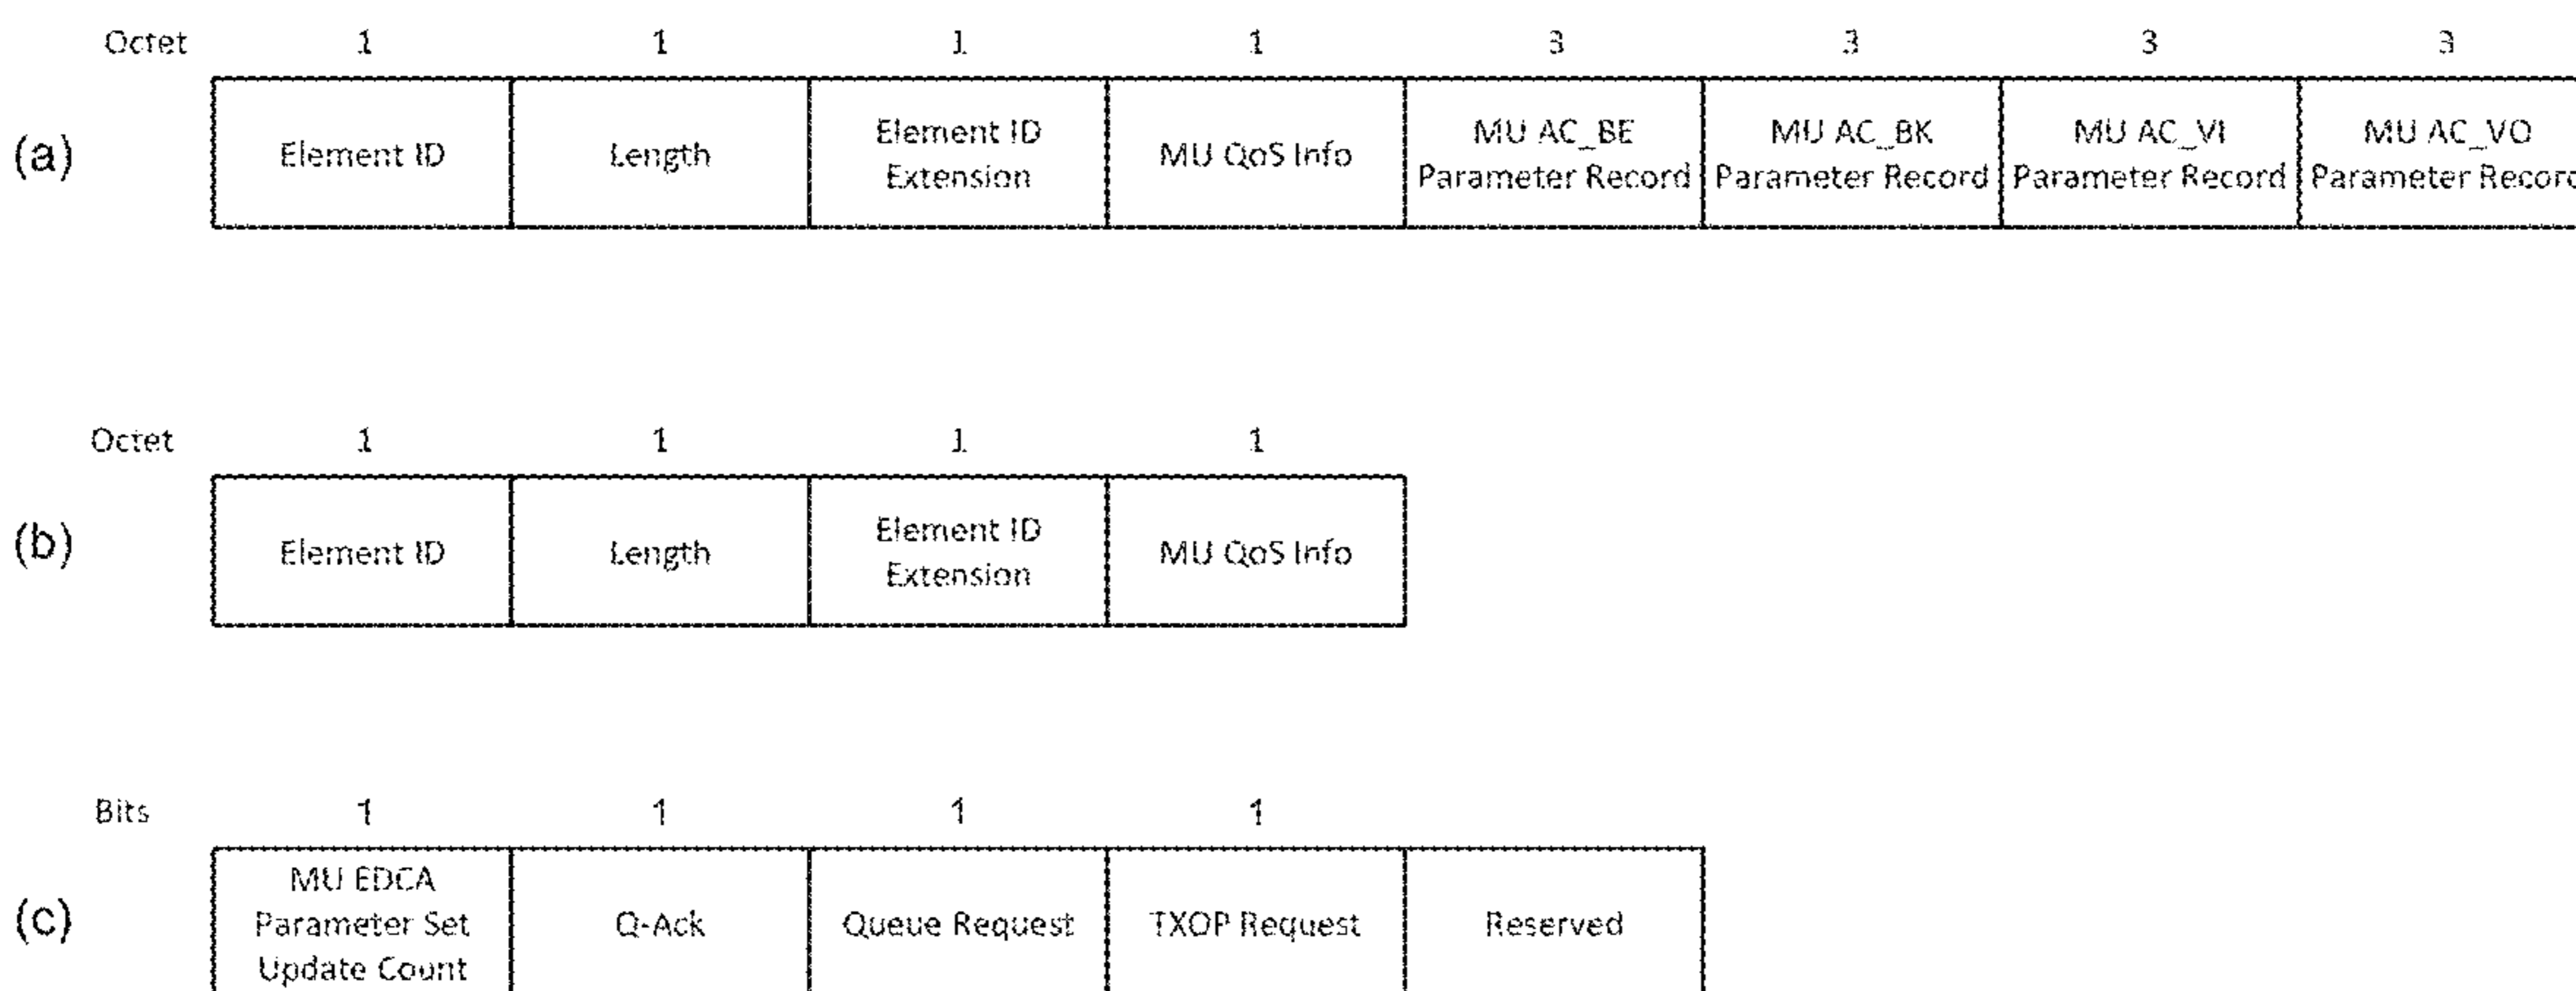 Octet 1 1 1 1 3 3 3 3
(a) Element ID Length Element ID Extension MU QoS Info MU AC_BE Parameter Record MU AC_BK Parameter Record MU AC_VI Parameter Record MU AC_VO Parameter Record
Octet 1 1 1 1
(b) Element ID Length Element ID Extension MU QoS Info
Bits 1 1 1 1
(c) MU EDCA Parameter Set Update Count Q-Ack Queue Request TXOP Request Reserved